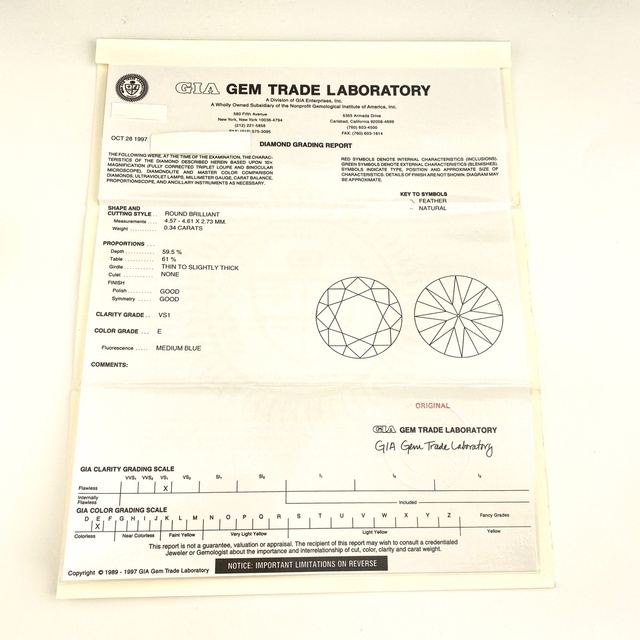 GIA GEM TRADE LABORATORY
A Division of GIA Enterprises, Inc.
A Wholly Owned Subsidiary of the Nonprofit Gemological Institute of America, Inc.
580 Fifth Avenue
New York, New York 10036-4794
(212) 221-5858
5355 Armada Drive
Carlsbad, California 92008-4699
(760) 603-4500
FAX: (760) 603-1814
OCT 26 1997
DIAMOND GRADING REPORT
THE FOLLOWING WERE, AT THE TIME OF THE EXAMINATION, THE CHARAC-
TERISTICS OF THE DIAMOND DESCRIBED HEREIN BASED UPON 10X
MAGNIFICATION (FULLY CORRECTED TRIPLET LOUPE AND BINOCULAR
MICROSCOPE), DIAMONDLITE AND MASTER COLOR COMPARISON
DIAMONDS, ULTRAVIOLET LAMPS, MILLIMETER GAUGE, CARAT BALANCE,
PROPORTIONSCOPE, AND ANCILLARY INSTRUMENTS AS NECESSARY.
RED SYMBOLS DENOTE INTERNAL CHARACTERISTICS (INCLUSIONS).
GREEN SYMBOLS DENOTE EXTERNAL CHARACTERISTICS (BLEMISHES).
SYMBOLS INDICATE TYPE, POSITION AND APPROXIMATE SIZE OF
CHARACTERISTICS. DETAILS OF FINISH ARE NOT SHOWN. DIAGRAM MAY
BE APPROXIMATE.
KEY TO SYMBOLS
FEATHER
NATURAL
SHAPE AND
CUTTING STYLE .. ROUND BRILLIANT
Measurements .... 4.57 - 4.61 X 2.73 MM.
Weight ........... 0.34 CARATS
PROPORTIONS ...
Depth ........... 59.5 %
Table ........... 61 %
Girdle ........... THIN TO SLIGHTLY THICK
Culet ........... NONE
FINISH
Polish ......... GOOD
Symmetry ..... GOOD
CLARITY GRADE .. VS1
COLOR GRADE ... E
Fluorescence ..... MEDIUM BLUE
COMMENTS:
ORIGINAL
GIA GEM TRADE LABORATORY
GIA Gem Trade Laboratory
GIA CLARITY GRADING SCALE
VVS1 VVS2 VS1 VS2 SI1 SI2 I1 I2 I3
Flawless X
Internally
Flawless
Included
GIA COLOR GRADING SCALE
D E F G H I J K L M N O P Q R S T U V W X Y Z Fancy Grades
X
Colorless Near Colorless Faint Yellow Very Light Yellow Light Yellow Yellow
This report is not a guarantee, valuation or appraisal. The recipient of this report may wish to consult a credentialed
Jeweler or Gemologist about the importance and interrelationship of cut, color, clarity and carat weight.
Copyright © 1989 - 1997 GIA Gem Trade Laboratory
NOTICE: IMPORTANT LIMITATIONS ON REVERSE